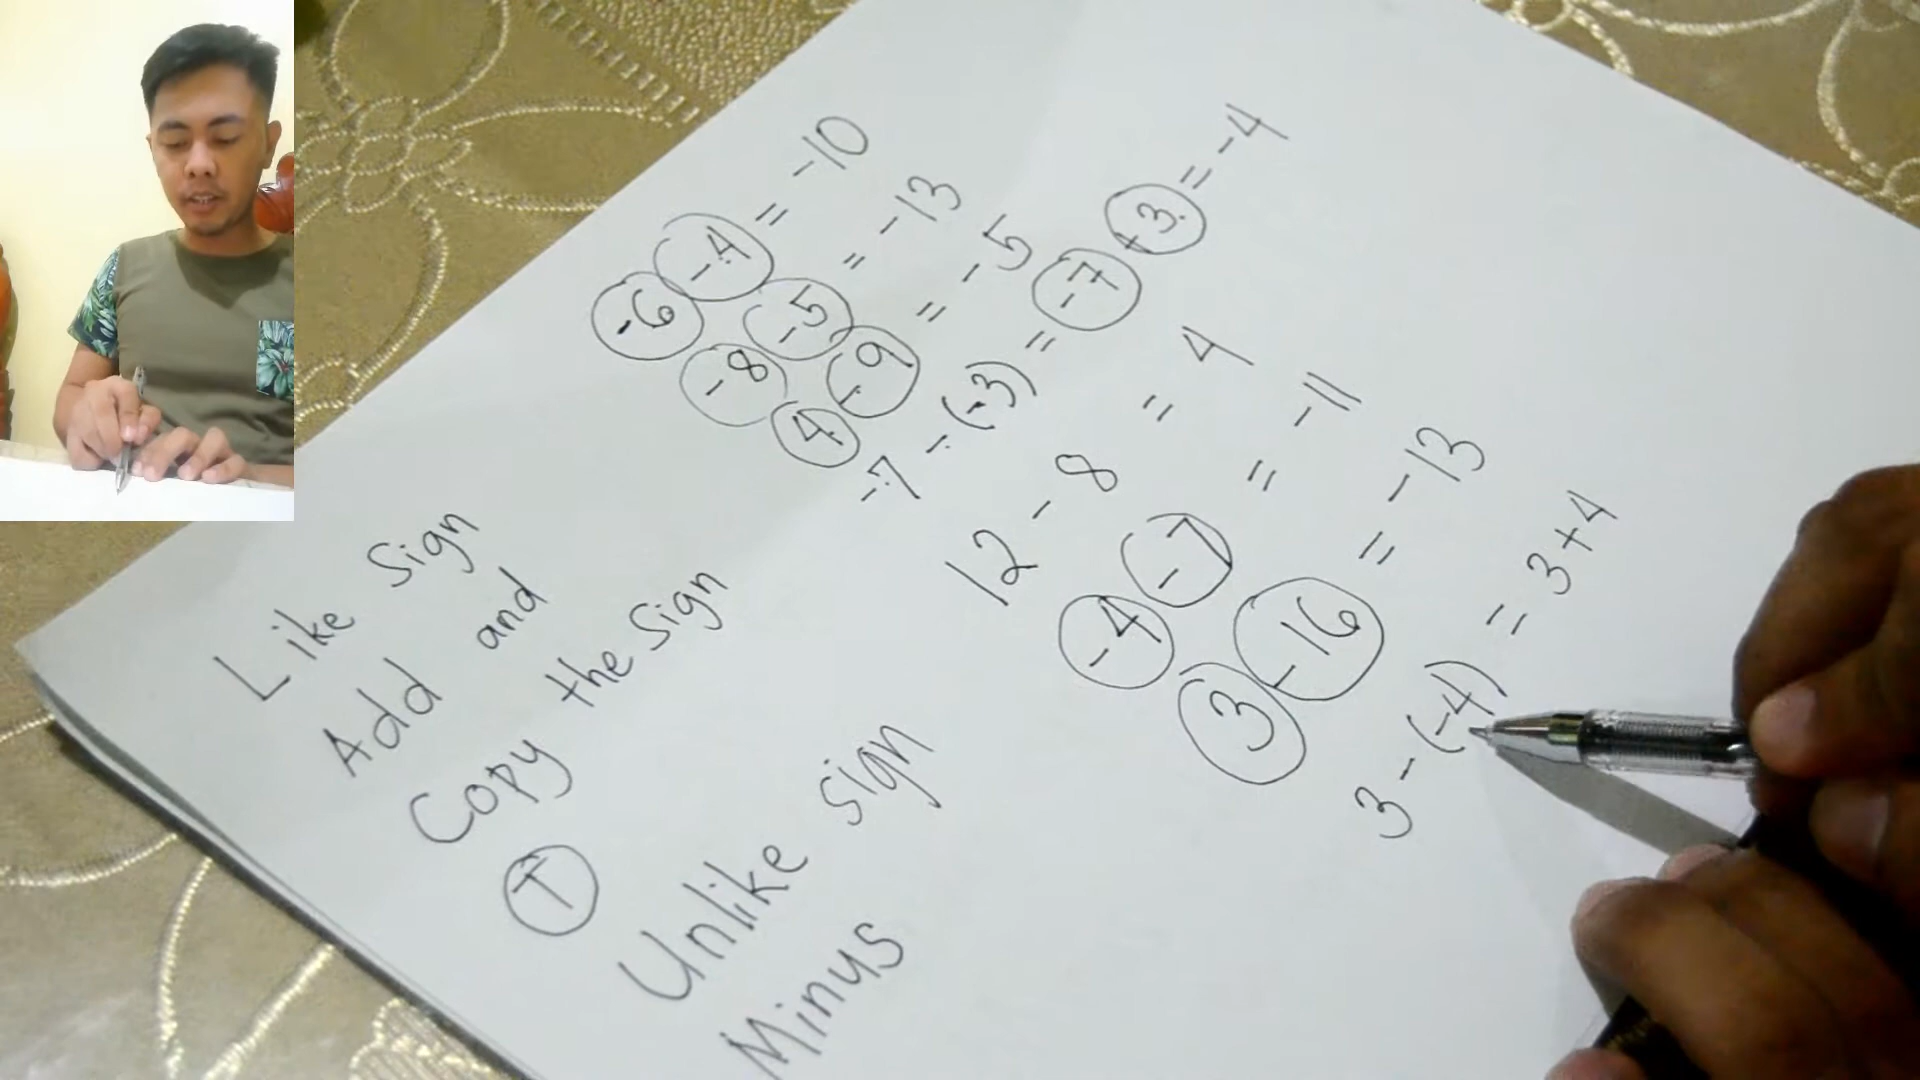 -6 -4 = -10
-8 -5 = -13
4 -9 = -5
-7 - (-3) = -7 +3 = -4
12 - 8 = 4
-4 -7 = -11
3 -16 = -13
3 - (-4) = 3+4
Like Sign
Add and
Copy the Sign
Unlike sign
Minus